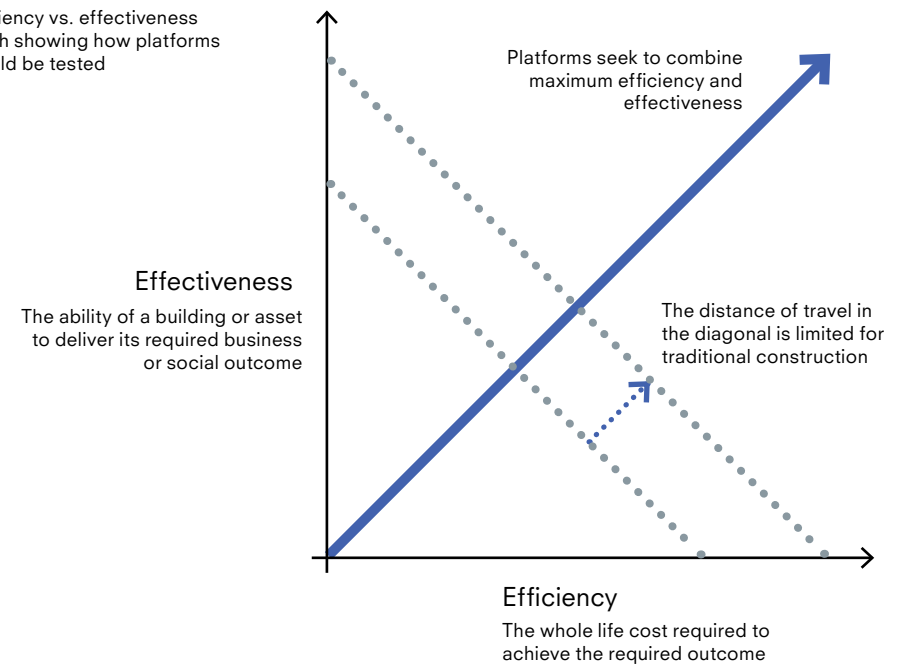 iency vs. effectiveness
h showing how platforms
ld be tested
Platforms seek to combine
maximum efficiency and
effectiveness
Effectiveness
The ability of a building or asset
to deliver its required business
or social outcome
The distance of travel in
the diagonal is limited for
traditional construction
Efficiency
The whole life cost required to
achieve the required outcome